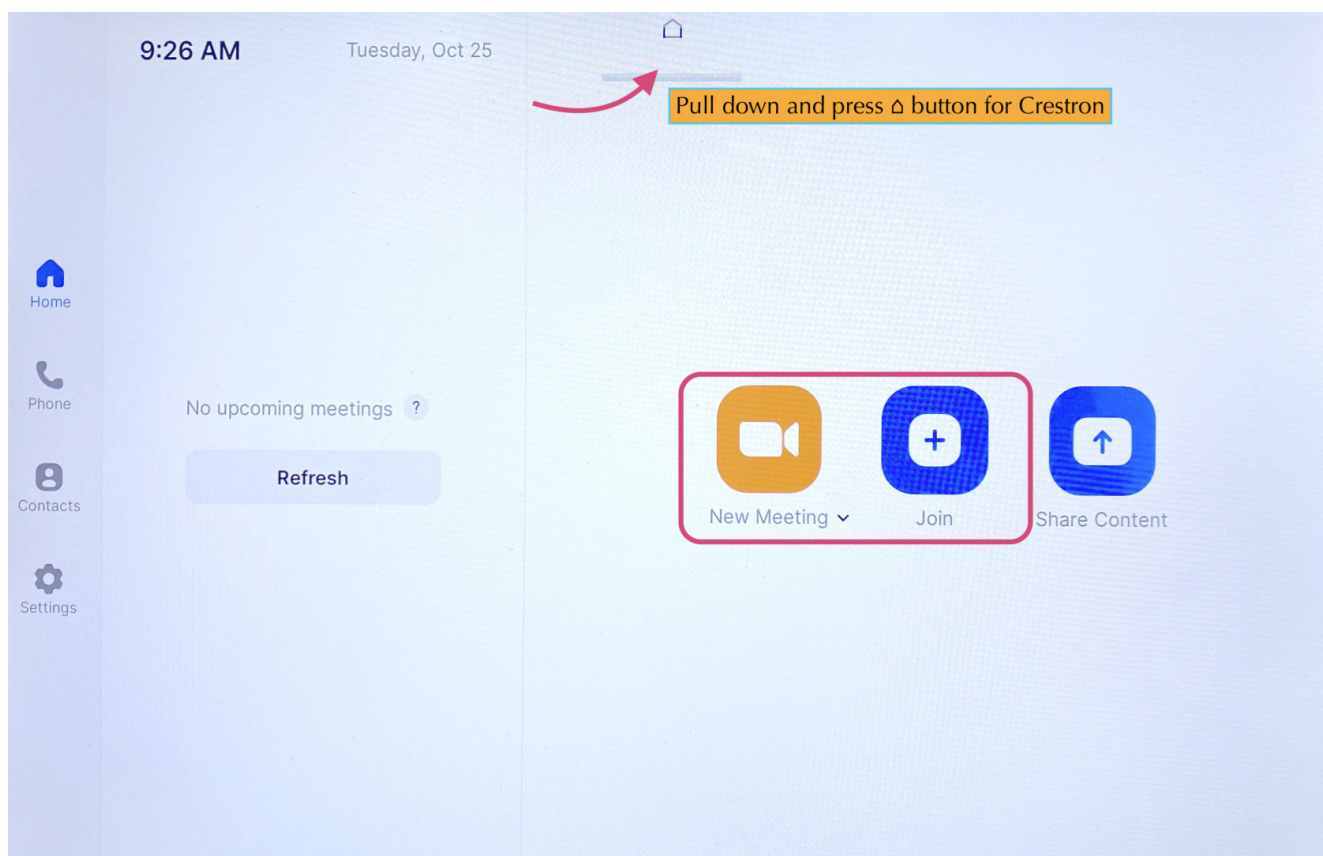 9:26 AM
Tuesday, Oct 25
Pull down and press ⌂ button for Crestron
Home
Phone
Contacts
Settings
No upcoming meetings ?
Refresh
New Meeting
Join
Share Content